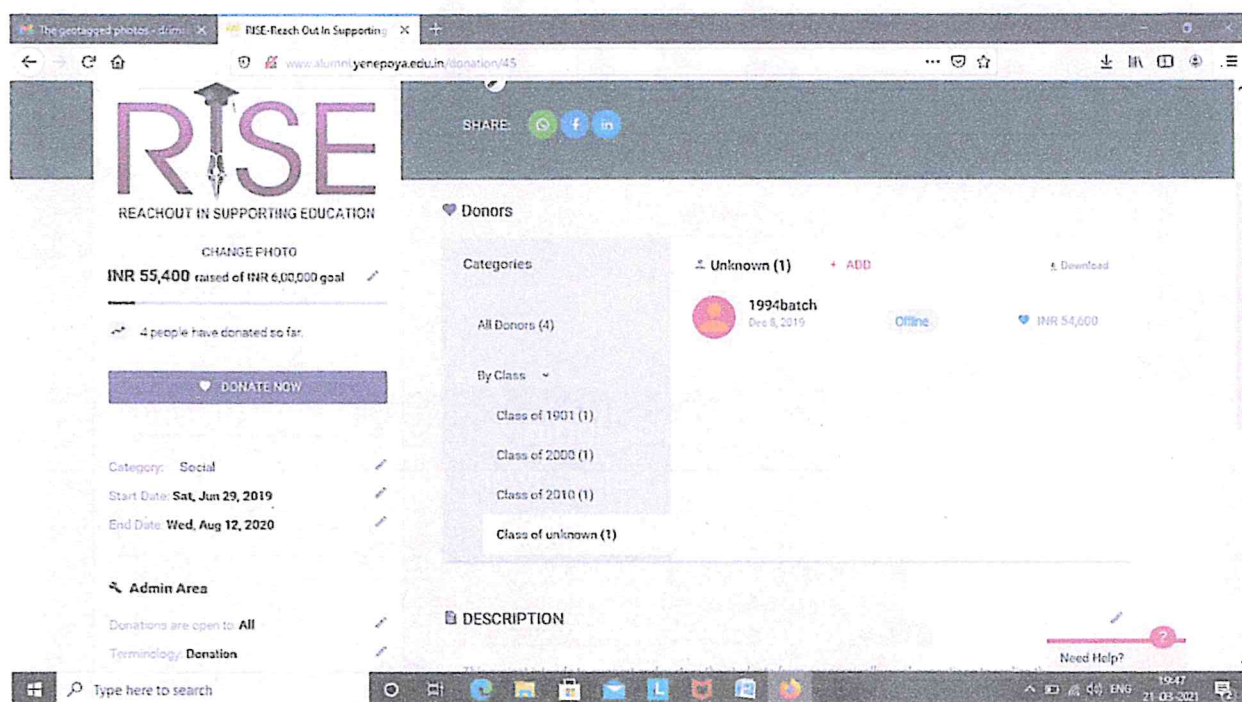 The geotagged photos - drimi
RISE-Reach Out In Supporting
www.alumni.yenepoya.edu.in/donation/45
RISE
REACHOUT IN SUPPORTING EDUCATION
CHANGE PHOTO
INR 55,400 raised of INR 6,00,000 goal
4 people have donated so far.
DONATE NOW
Category: Social
Start Date: Sat, Jun 29, 2019
End Date: Wed, Aug 12, 2020
Admin Area
Donations are open to: All
Terminology: Donation
SHARE:
f
in
Donors
Categories
All Donors (4)
By Class
Class of 1901 (1)
Class of 2000 (1)
Class of 2010 (1)
Class of unknown (1)
Unknown (1) + ADD
Download
1994batch
Dec 8, 2019
Offline
INR 54,600
DESCRIPTION
?
Need Help?
Type here to search
L
ENG
19:47
21-03-2021